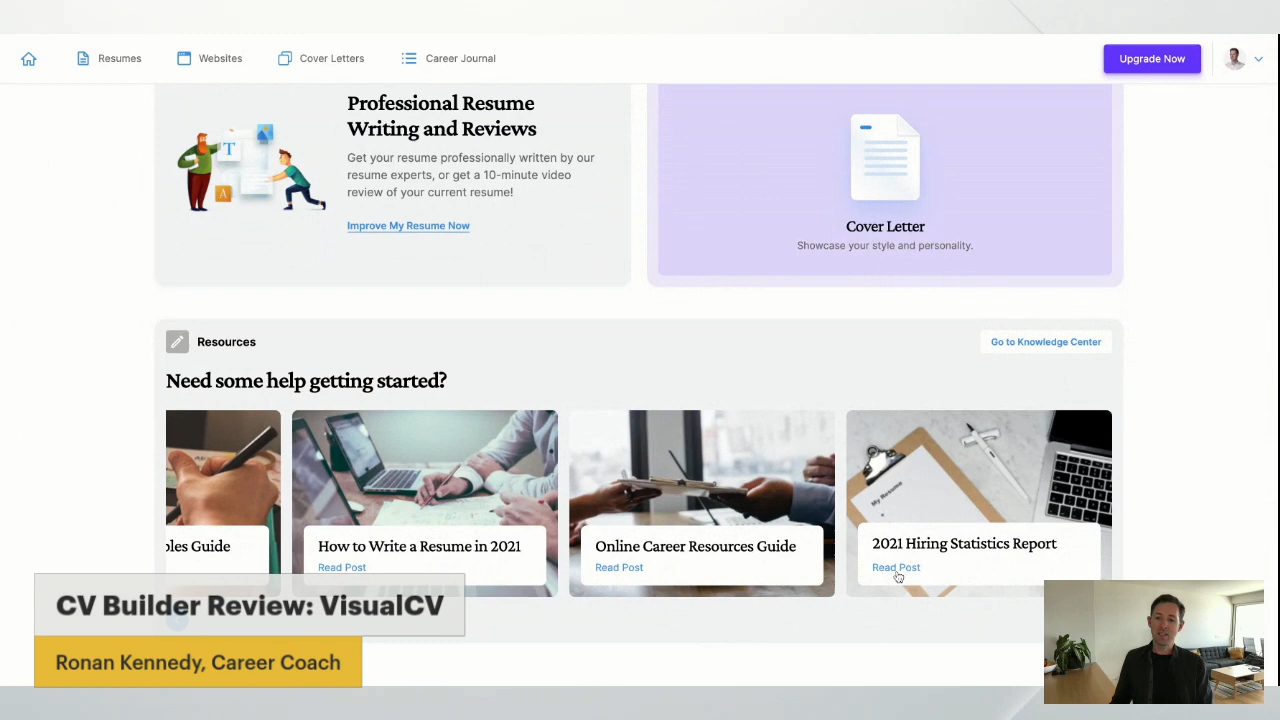 Resumes
Websites
Cover Letters
Career Journal
Upgrade Now
Professional Resume
Writing and Reviews
Get your resume professionally written by our
resume experts, or get a 10-minute video
review of your current resume!
Improve My Resume Now
T
A
Cover Letter
Showcase your style and personality.
Resources
Go to Knowledge Center
Need some help getting started?
My Resume
Guide
How to Write a Resume in 2021
Read Post
Online Career Resources Guide
Read Post
2021 Hiring Statistics Report
Read Post
CV Builder Review: VisualCV
Ronan Kennedy, Career Coach